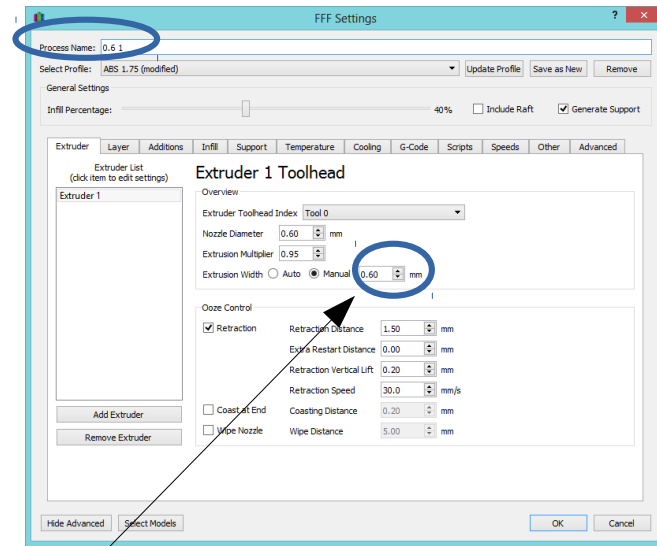 FFF Settings ? ×
Process Name: 0.6 1
Select Profile: ABS 1.75 (modified) Update Profile Save as New Remove
General Settings
Infill Percentage: 40% Include Raft Generate Support
Extruder Layer Additions Infill Support Temperature Cooling G-Code Scripts Speeds Other Advanced
Extruder List
(click item to edit settings)
Extruder 1
Add Extruder
Remove Extruder
Extruder 1 Toolhead
Overview
Extruder Toolhead Index Tool 0
Nozzle Diameter 0.60 mm
Extrusion Multiplier 0.95
Extrusion Width Auto Manual 0.60 mm
Ooze Control
Retraction Retraction Distance 1.50 mm
Extra Restart Distance 0.00 mm
Retraction Vertical Lift 0.20 mm
Retraction Speed 30.0 mm/s
Coast at End Coasting Distance 0.20 mm
Wipe Nozzle Wipe Distance 5.00 mm
Hide Advanced Select Models OK Cancel